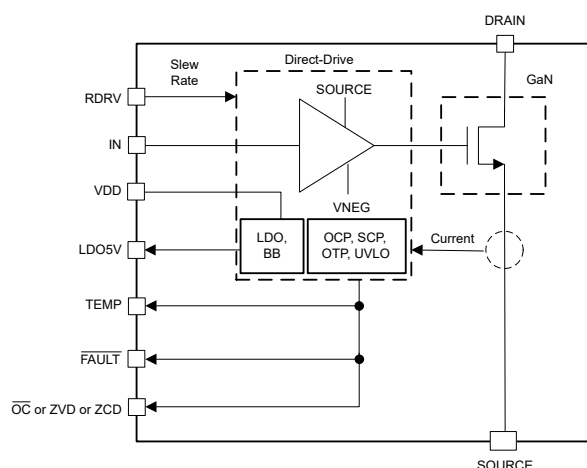 DRAIN
Slew
Rate
Direct-Drive
GaN
SOURCE
RDRV
IN
VDD
VNEG
LDO5V
LDO,
BB
OCP, SCP,
OTP, UVLO
Current
TEMP
FAULT
OC or ZVD or ZCD
SOURCE